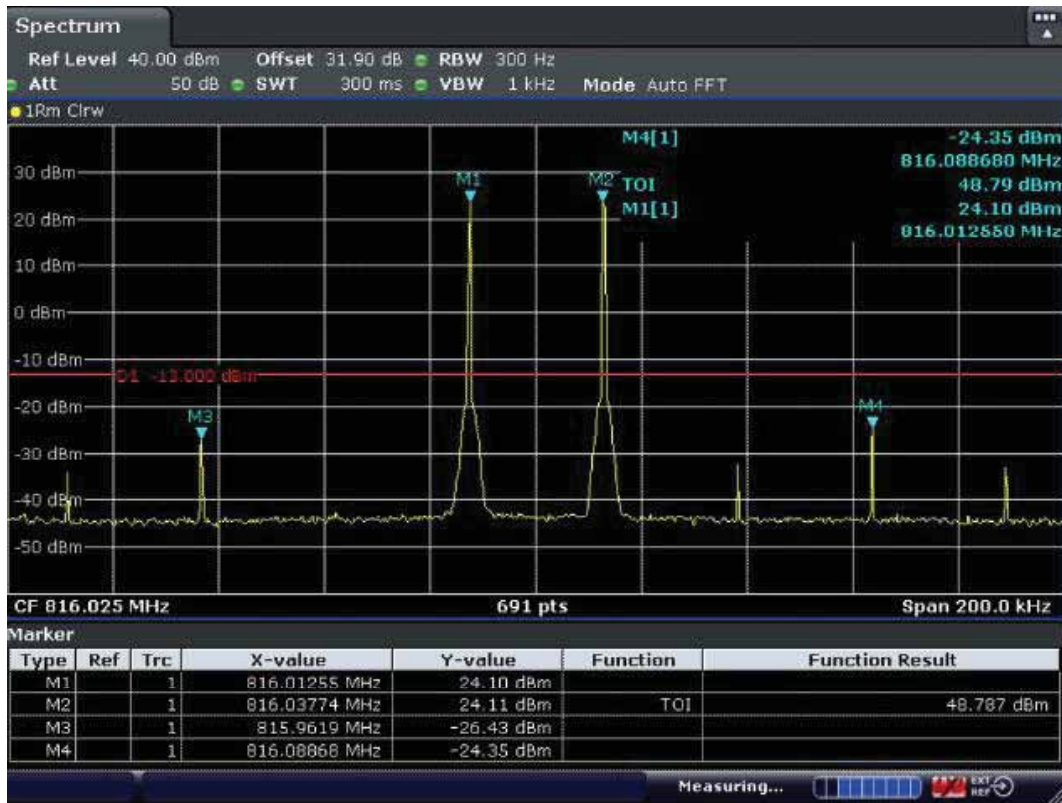 Spectrum
Ref Level 40.00 dBm Offset 31.90 dB RBW 300 Hz
Att 50 dB SWT 300 ms VBW 1 kHz Mode Auto FFT
1Rm Clrw
M4[1] -24.35 dBm
816.088680 MHz
30 dBm
M1 M2 TOI 48.79 dBm
M1[1] 24.10 dBm
20 dBm
816.012550 MHz
10 dBm
0 dBm
-10 dBm
D1 -13.000 dBm
-20 dBm
M3 M4
-30 dBm
-40 dBm
-50 dBm
CF 816.025 MHz 691 pts Span 200.0 kHz
Marker
Type Ref Trc X-value Y-value Function Function Result
M1 1 816.01255 MHz 24.10 dBm
M2 1 816.03774 MHz 24.11 dBm TOI 48.787 dBm
M3 1 815.9619 MHz -26.43 dBm
M4 1 816.08868 MHz -24.35 dBm
Measuring... EXT REF